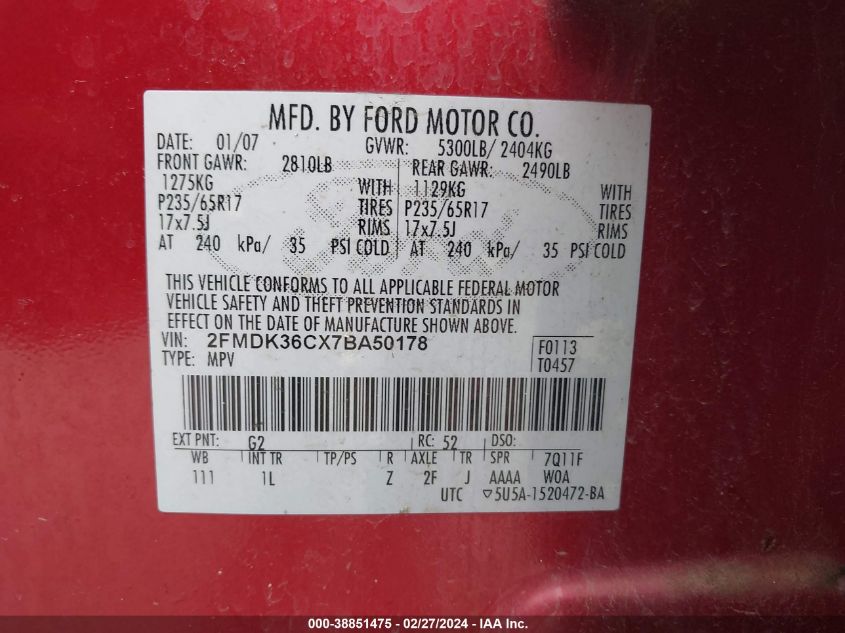 MFD. BY FORD MOTOR CO.
DATE: 01/07 GVWR: 5300LB/ 2404KG
FRONT GAWR: 2810LB REAR GAWR: 2490LB
1275KG WITH 1129KG WITH
P235/65R17 TIRES P235/65R17 TIRES
17x7.5J RIMS 17x7.5J RIMS
AT 240 kPa/ 35 PSI COLD AT 240 kPa/ 35 PSI COLD
THIS VEHICLE CONFORMS TO ALL APPLICABLE FEDERAL MOTOR
VEHICLE SAFETY AND THEFT PREVENTION STANDARDS IN
EFFECT ON THE DATE OF MANUFACTURE SHOWN ABOVE.
VIN: 2FMDK36CX7BA50178 F0113
TYPE: MPV T0457
EXT PNT: G2 RC: 52 DSO:
WB INT TR TP/PS R AXLE TR SPR 7Q11F
111 1L Z 2F J AAAA WOA
UTC ▽5U5A-1520472-BA
000-38851475 - 02/27/2024 - IAA Inc.